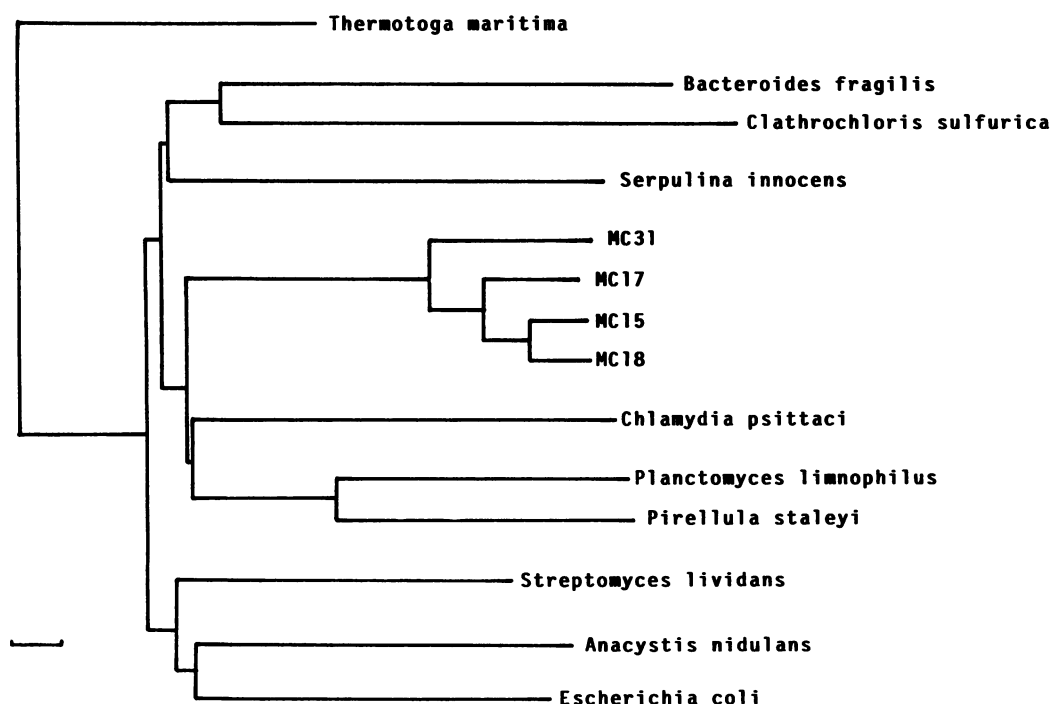 Thermotoga maritima
Bacteroides fragilis
Clathrochloris sulfurica
Serpulina innocens
MC31
MC17
MC15
MC18
Chlamydia psittaci
Planctomyces limnophilus
Pirellula staleyi
Streptomyces lividans
Anacystis nidulans
Escherichia coli